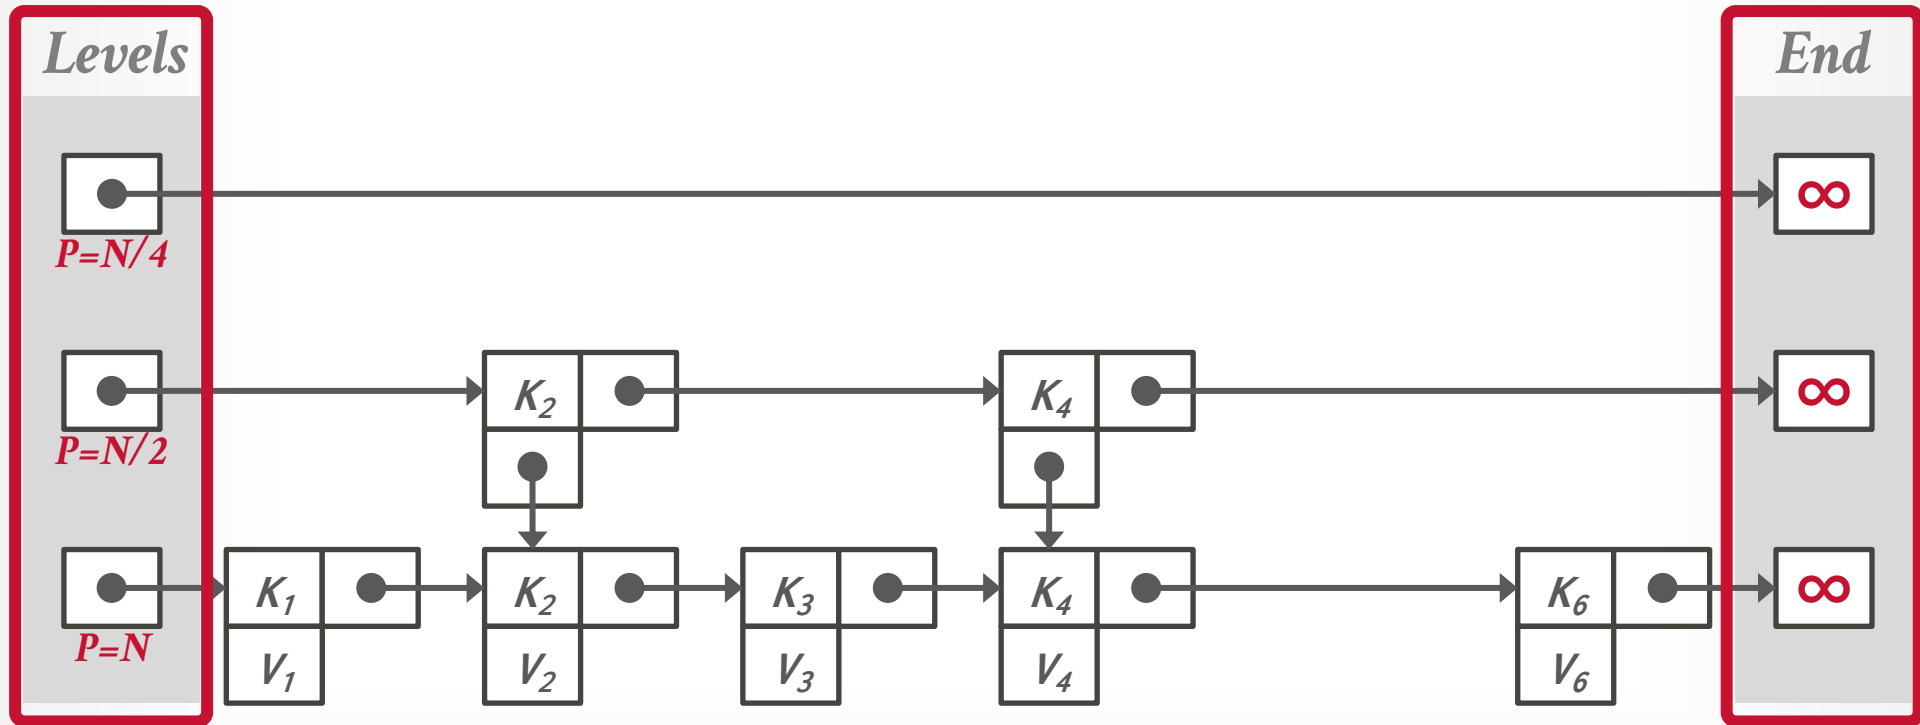 Levels
End
∞
P=N/4
K₂
K₄
∞
P=N/2
K₁
K₂
K₃
K₄
K₆
∞
P=N
V₁
V₂
V₃
V₄
V₆